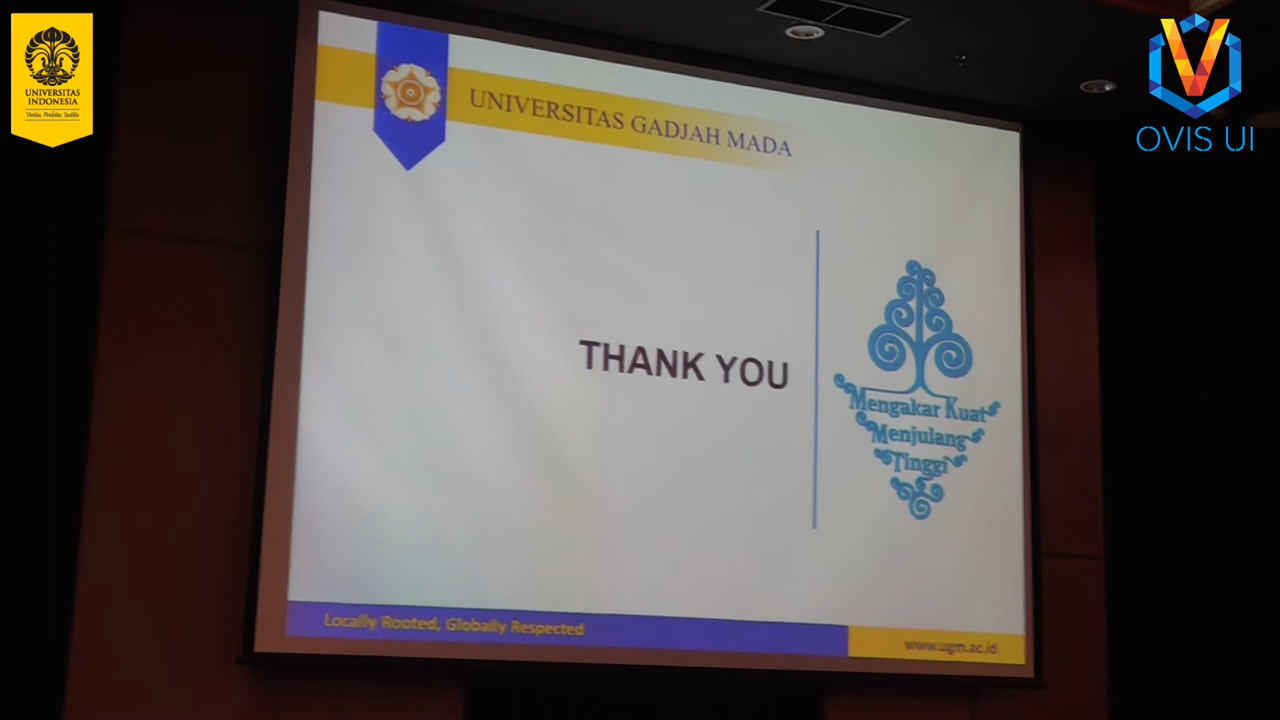 UNIVERSITAS
INDONESIA
Veritas, Probitas, Iustitia
OVIS UI
UNIVERSITAS GADJAH MADA
THANK YOU
Mengakar Kuat
Menjulang
Tinggi
Locally Rooted, Globally Respected
www.ugm.ac.id